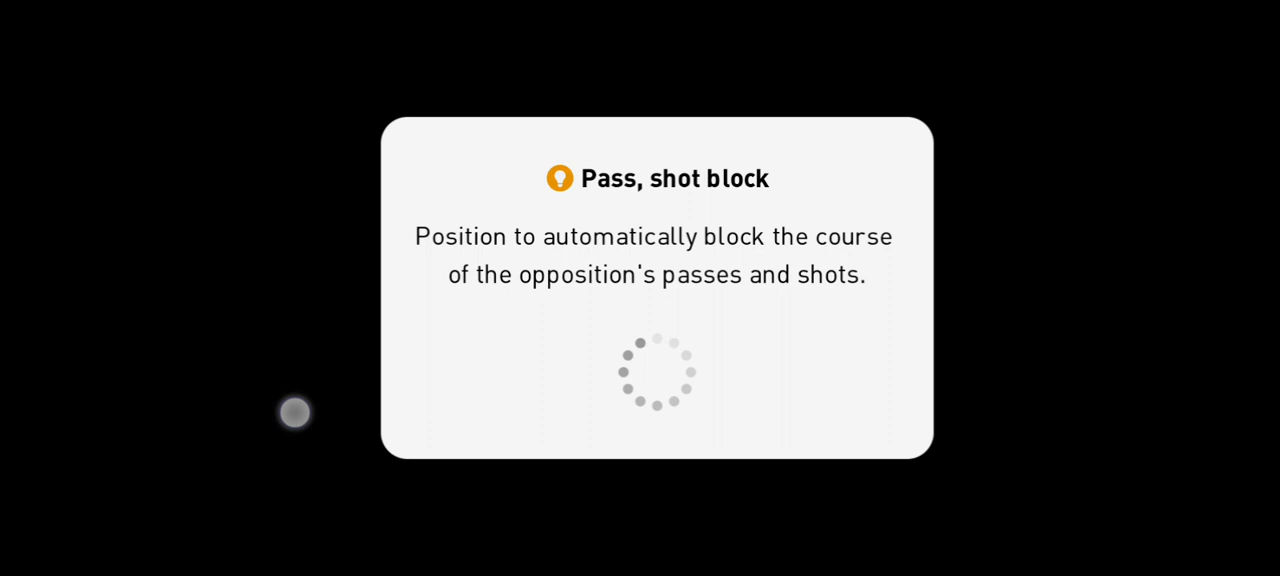 Pass, shot block
Position to automatically block the course
of the opposition's passes and shots.